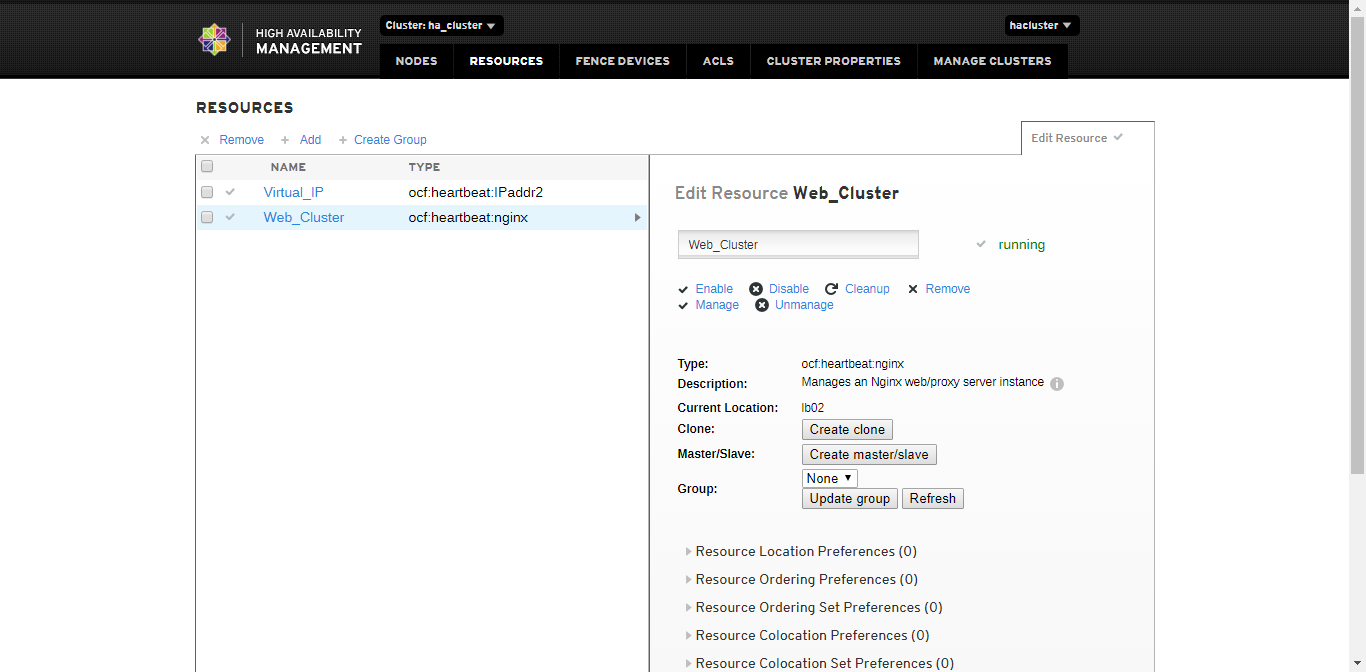 Cluster: ha_cluster
hacluster
HIGH AVAILABILITY
MANAGEMENT
NODES RESOURCES FENCE DEVICES ACLS CLUSTER PROPERTIES MANAGE CLUSTERS
RESOURCES
Remove Add Create Group
Edit Resource
NAME TYPE
Virtual_IP ocf:heartbeat:IPaddr2
Web_Cluster ocf:heartbeat:nginx
Edit Resource Web_Cluster
Web_Cluster running
Enable Disable Cleanup Remove
Manage Unmanage
Type: ocf:heartbeat:nginx
Description: Manages an Nginx web/proxy server instance
Current Location: lb02
Clone: Create clone
Master/Slave: Create master/slave
Group: None
Update group Refresh
Resource Location Preferences (0)
Resource Ordering Preferences (0)
Resource Ordering Set Preferences (0)
Resource Colocation Preferences (0)
Resource Colocation Set Preferences (0)